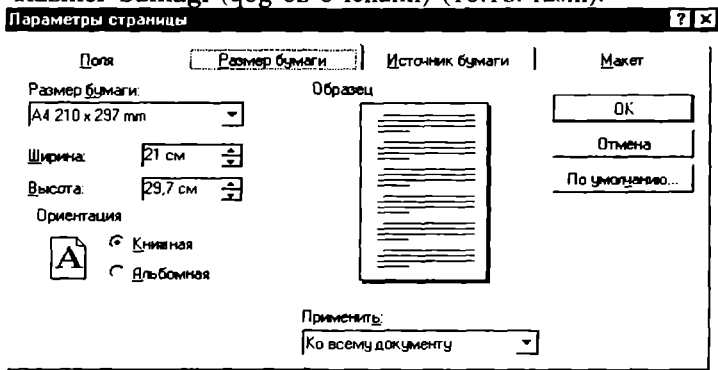 Параметры страницы
Поля Размер бумаги Источник бумаги Макет
Размер бумаги:
A4 210 x 297 mm
Ширина: 21 см
Высота: 29,7 см
Ориентация
A
Книжная
Альбомная
Образец
OK
Отмена
По умолчанию...
Применить:
Ко всему документу